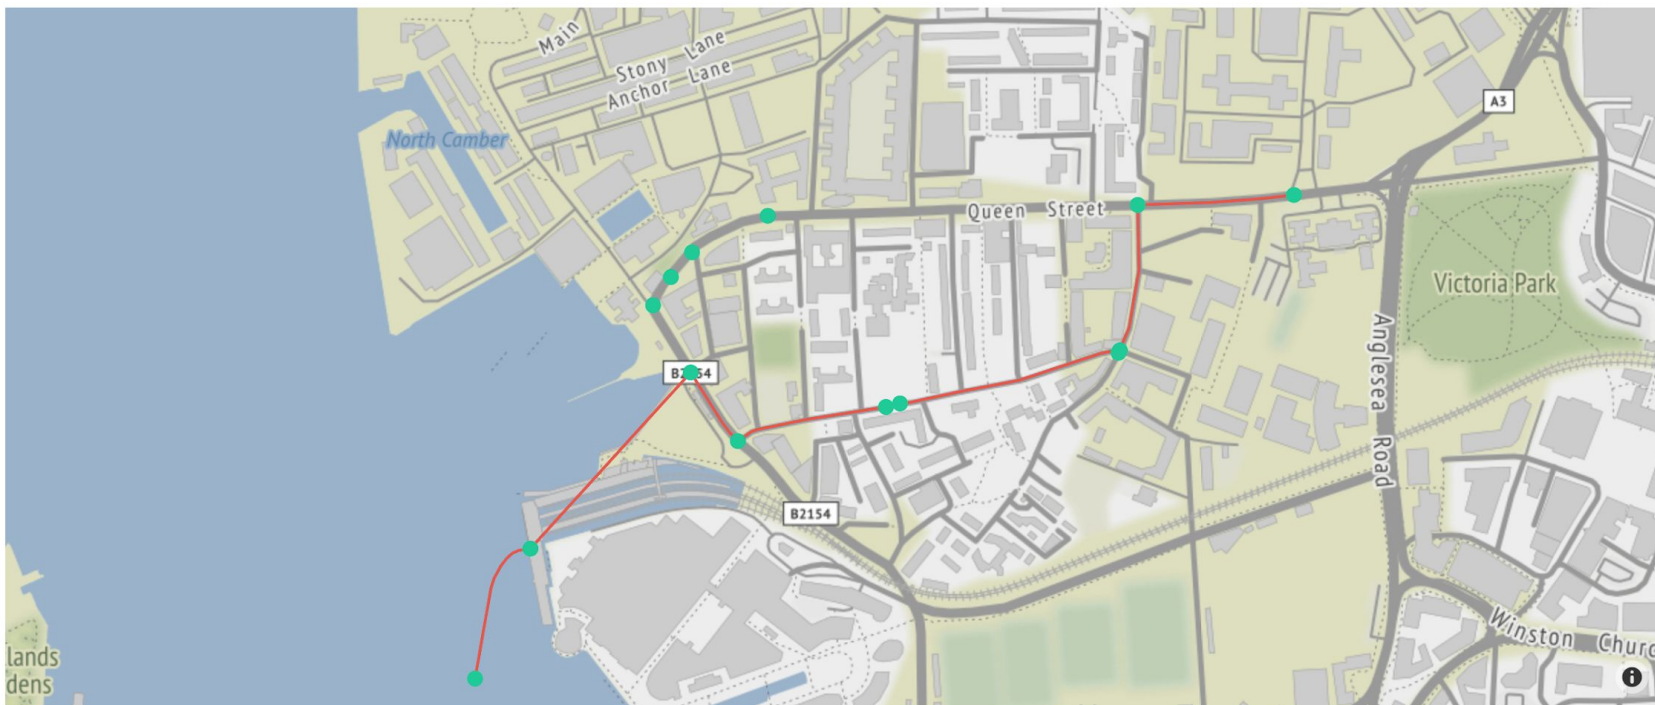 Main
Stony Lane
Anchor Lane
North Camber
A3
Queen Street
Victoria Park
Anglesea Road
B2154
B2154
Winston Churc
lands
dens
i